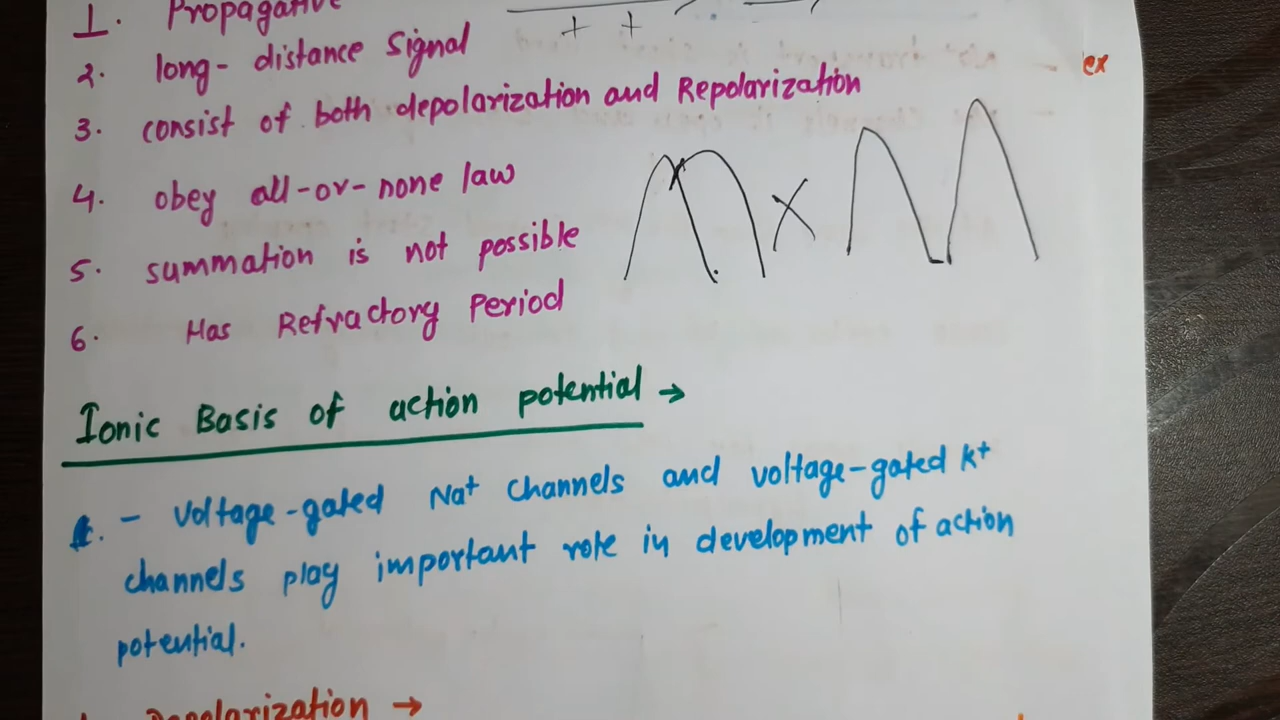 1. Propagative
+ +
2. long-distance signal
ex
3. consist of both depolarization and Repolarization
4. obey all-or-none law
5. summation is not possible
6. Has Refractory Period
Ionic Basis of action potential →
- Voltage-gated Na+ channels and voltage-gated K+
channels play important role in development of action
potential.
Depolarization →